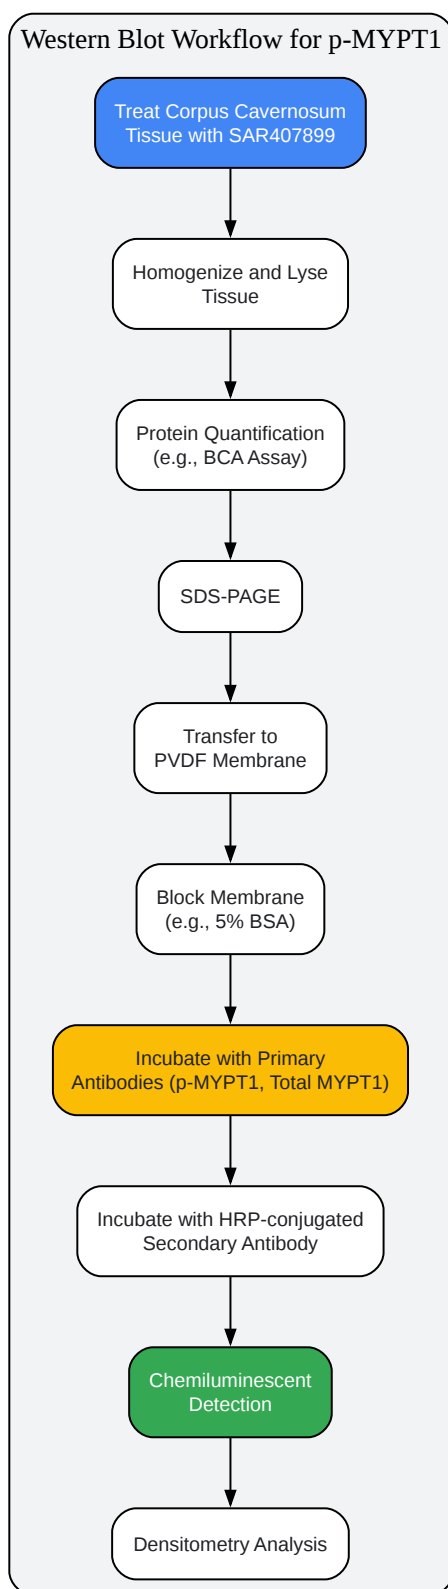 Western Blot Workflow for p-MYPT1
Treat Corpus Cavernosum
Tissue with SAR407899
Homogenize and Lyse
Tissue
Protein Quantification
(e.g., BCA Assay)
SDS-PAGE
Transfer to
PVDF Membrane
Block Membrane
(e.g., 5% BSA)
Incubate with Primary
Antibodies (p-MYPT1, Total MYPT1)
Incubate with HRP-conjugated
Secondary Antibody
Chemiluminescent
Detection
Densitometry Analysis